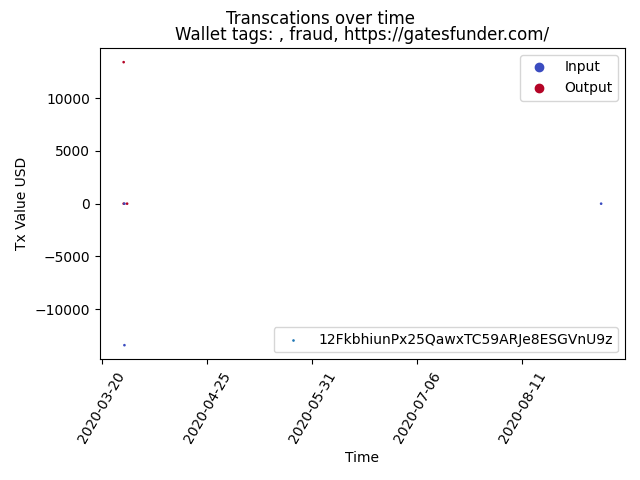 Transcations over time
Wallet tags: , fraud, https://gatesfunder.com/
Input
Output
10000
5000
0
−5000
−10000
Tx Value USD
12FkbhiunPx25QawxTC59ARJe8ESGVnU9z
2020-03-20
2020-04-25
2020-05-31
2020-07-06
2020-08-11
Time